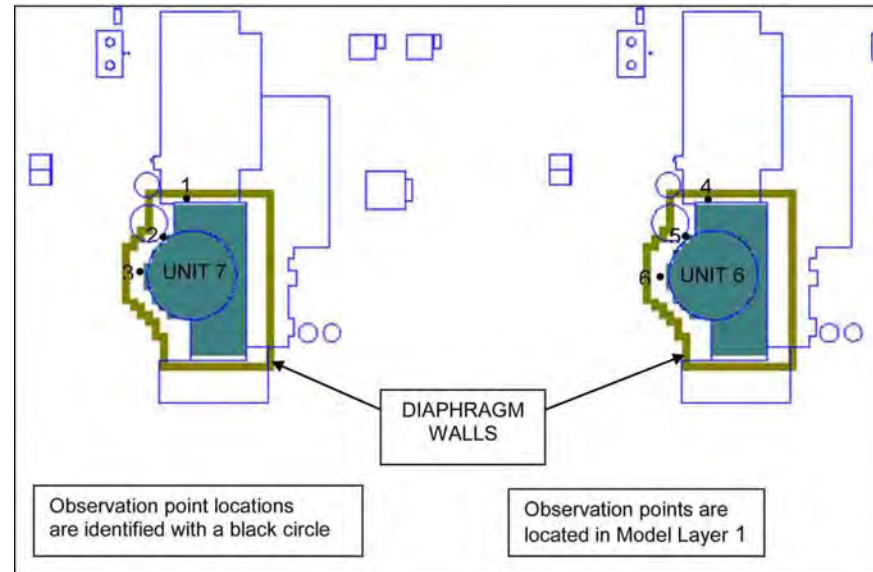 1
4
2
5
3
UNIT 7
6
UNIT 6
DIAPHRAGM
WALLS
Observation point locations
are identified with a black circle
Observation points are
located in Model Layer 1